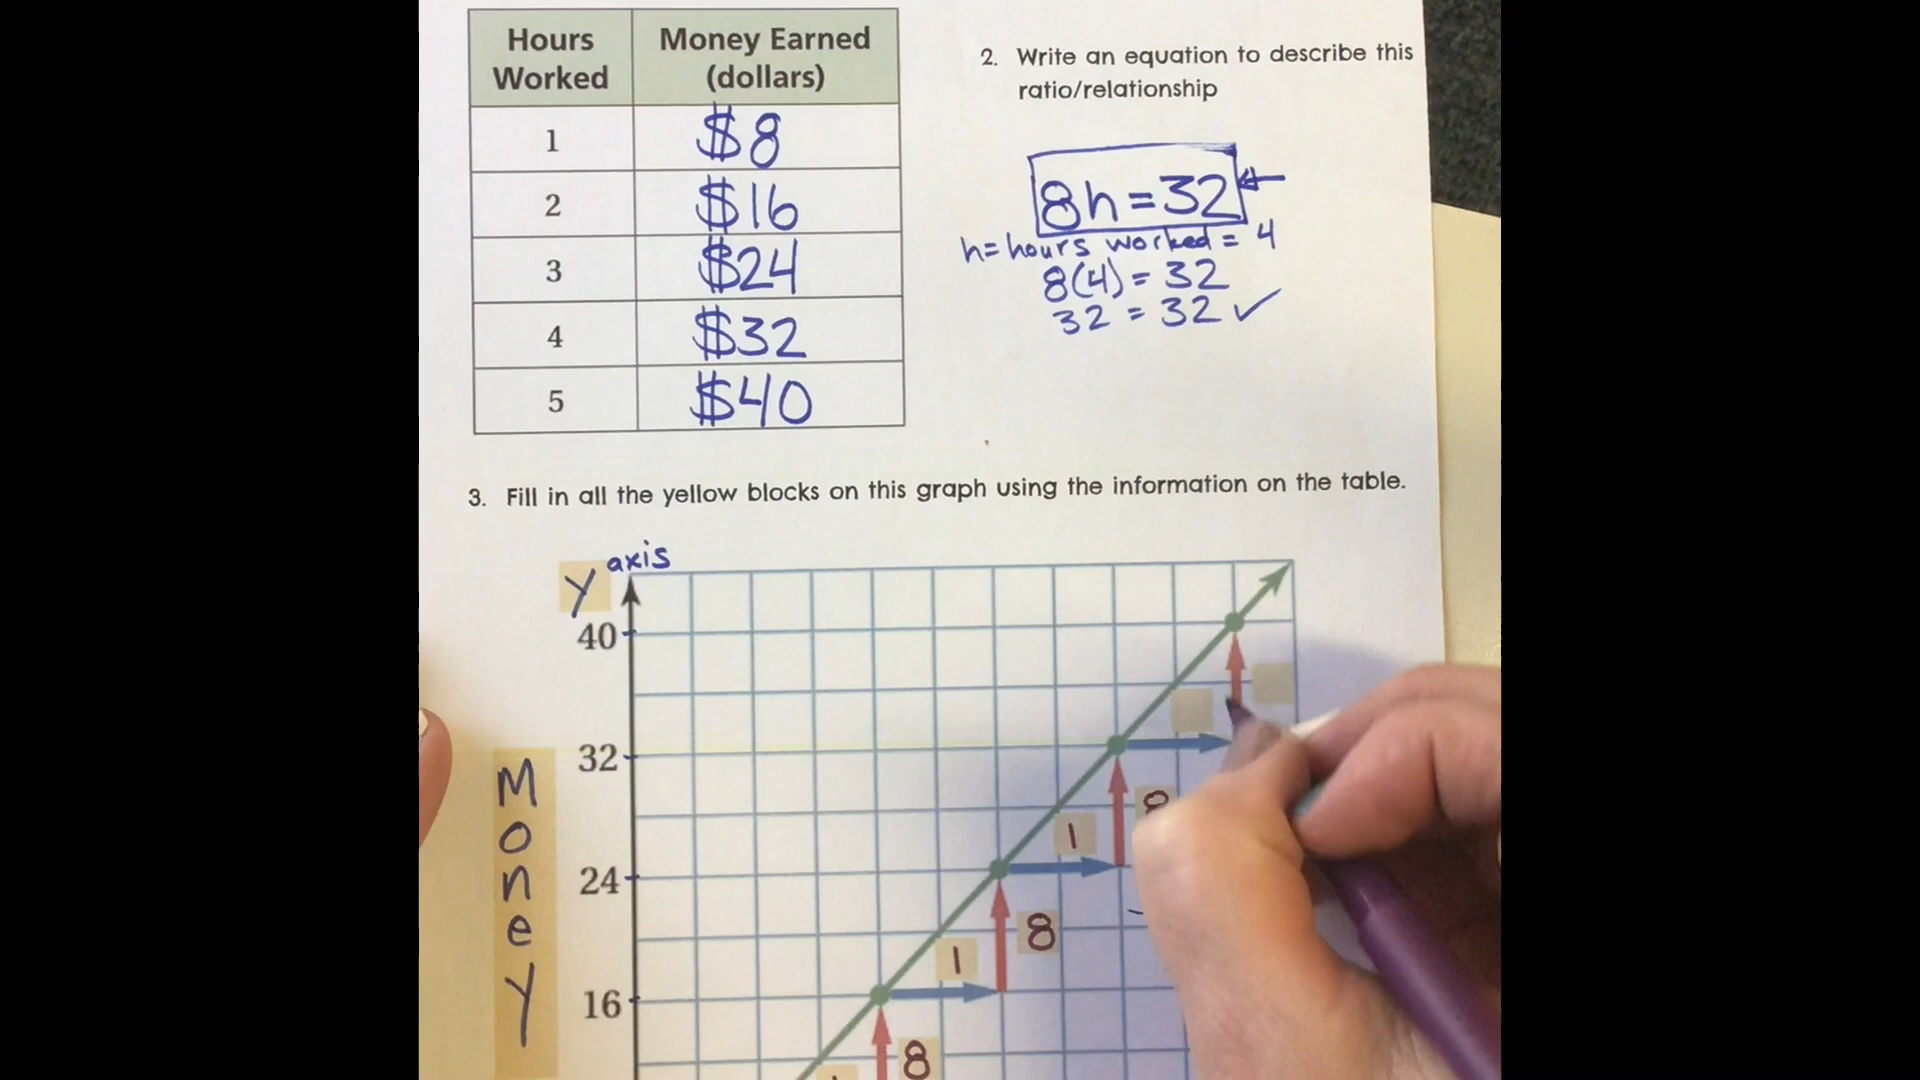 Hours Worked
Money Earned (dollars)
1 $8
2 $16
3 $24
4 $32
5 $40
2. Write an equation to describe this
ratio/relationship
8h=32
h=hours worked = 4
8(4)= 32
32 = 32 ✓
3. Fill in all the yellow blocks on this graph using the information on the table.
Y axis
40
32
24
16
Money
1
8
1
8
8